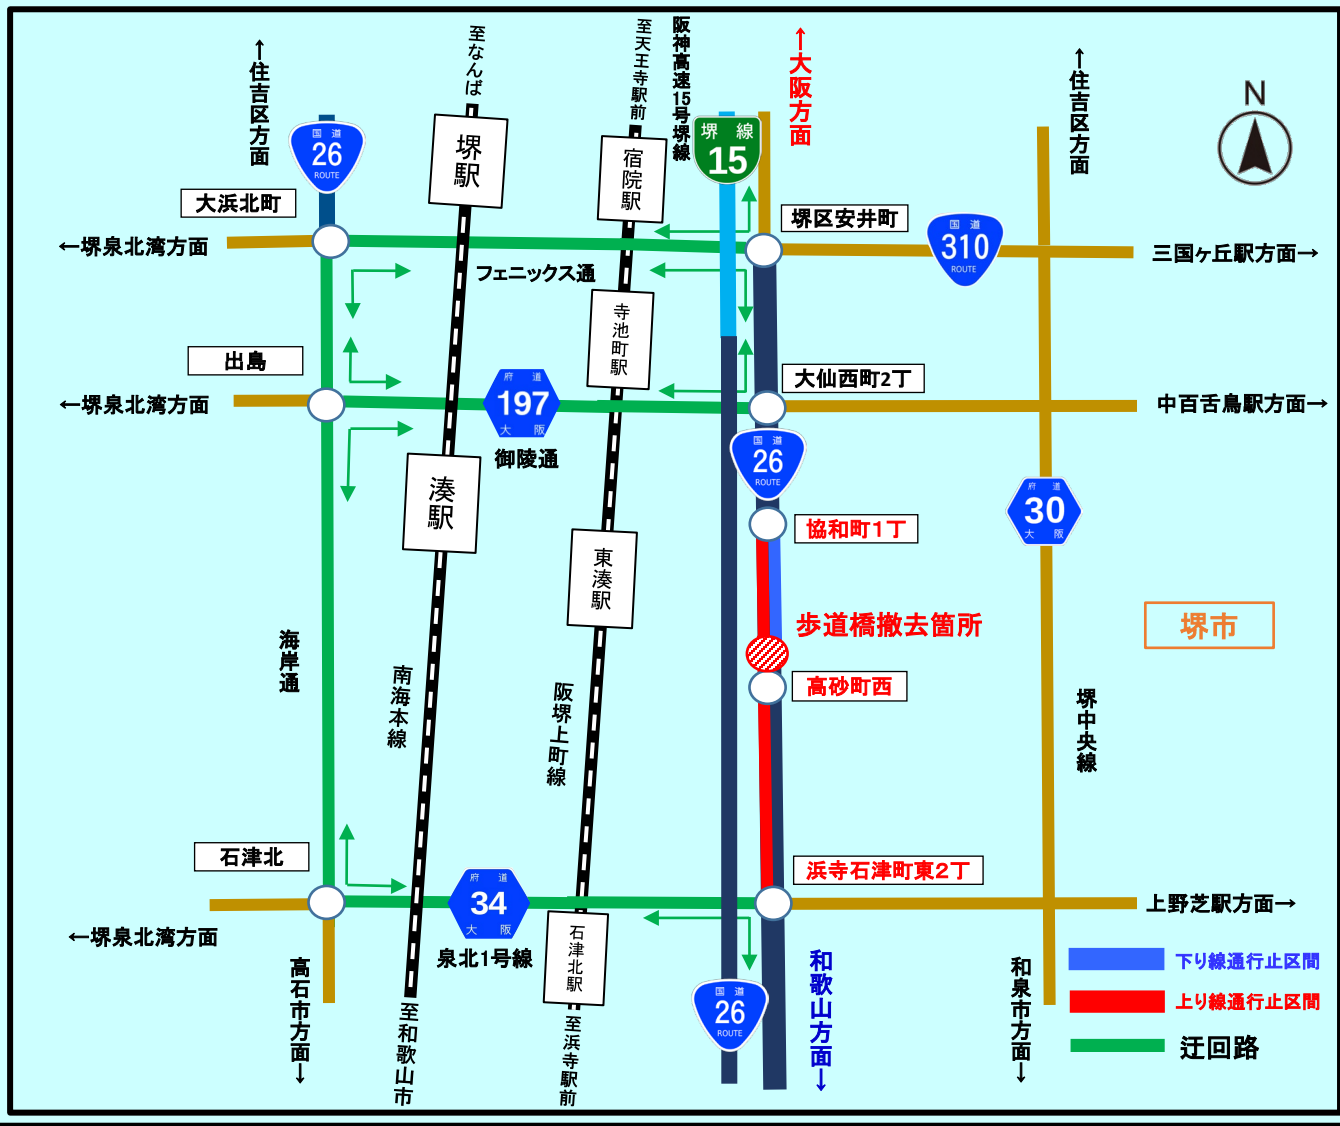 ↑住吉区方面
至なんば
至天王寺駅前
阪神高速15号堺線
↑大阪方面
↑住吉区方面
N
国道
26
ROUTE
堺駅
宿院駅
堺 線
15
大浜北町
堺区安井町
国道
310
ROUTE
←堺泉北湾方面
三国ヶ丘駅方面→
フェニックス通
寺池町駅
出島
大仙西町2丁
←堺泉北湾方面
府道
197
大阪
中百舌鳥駅方面→
御陵通
国道
26
ROUTE
湊駅
府道
30
大阪
協和町1丁
東湊駅
歩道橋撤去箇所
堺市
海岸通
南海本線
阪堺上町線
高砂町西
堺中央線
石津北
浜寺石津町東2丁
府道
34
大阪
上野芝駅方面→
←堺泉北湾方面
泉北1号線
石津北駅
高石市方面↓
至和歌山市
至浜寺駅前
国道
26
ROUTE
和歌山方面↓
和泉市方面↓
下り線通行止区間
上り線通行止区間
迂回路